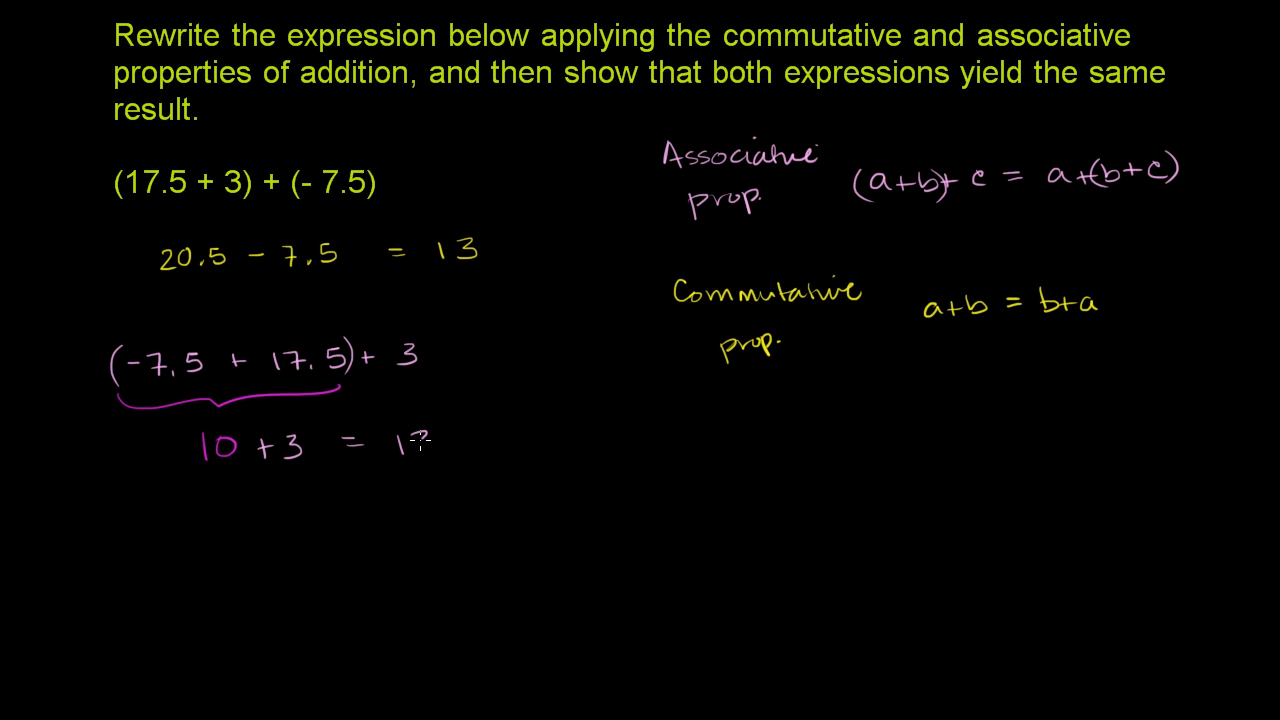 Rewrite the expression below applying the commutative and associative
properties of addition, and then show that both expressions yield the same
result.
(17.5 + 3) + (- 7.5)
20.5 - 7.5 = 13
(-7.5 + 17.5) + 3
10 + 3 = 13
Associative
prop.
(a+b)+ c = a+(b+c)
Commutative
prop.
a+b = b+a